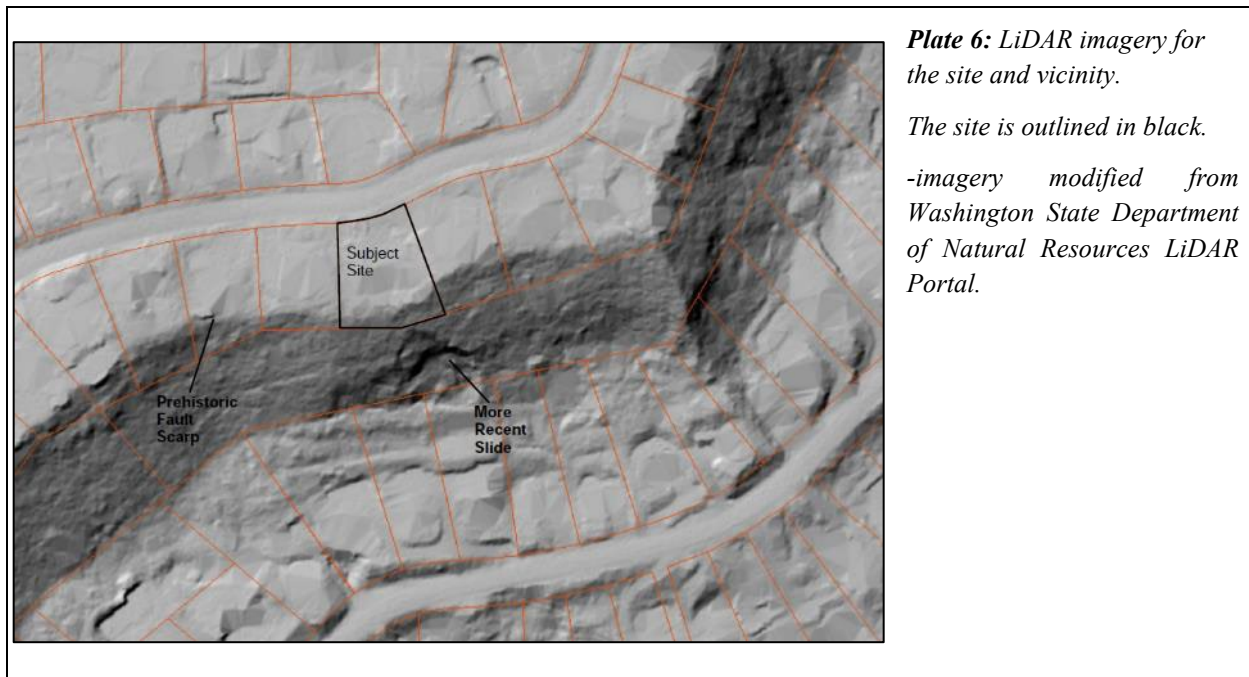 Plate 6: LiDAR imagery for
the site and vicinity.
The site is outlined in black.
-imagery modified from
Washington State Department
of Natural Resources LiDAR
Portal.
Subject
Site
Prehistoric
Fault
Scarp
More
Recent
Slide